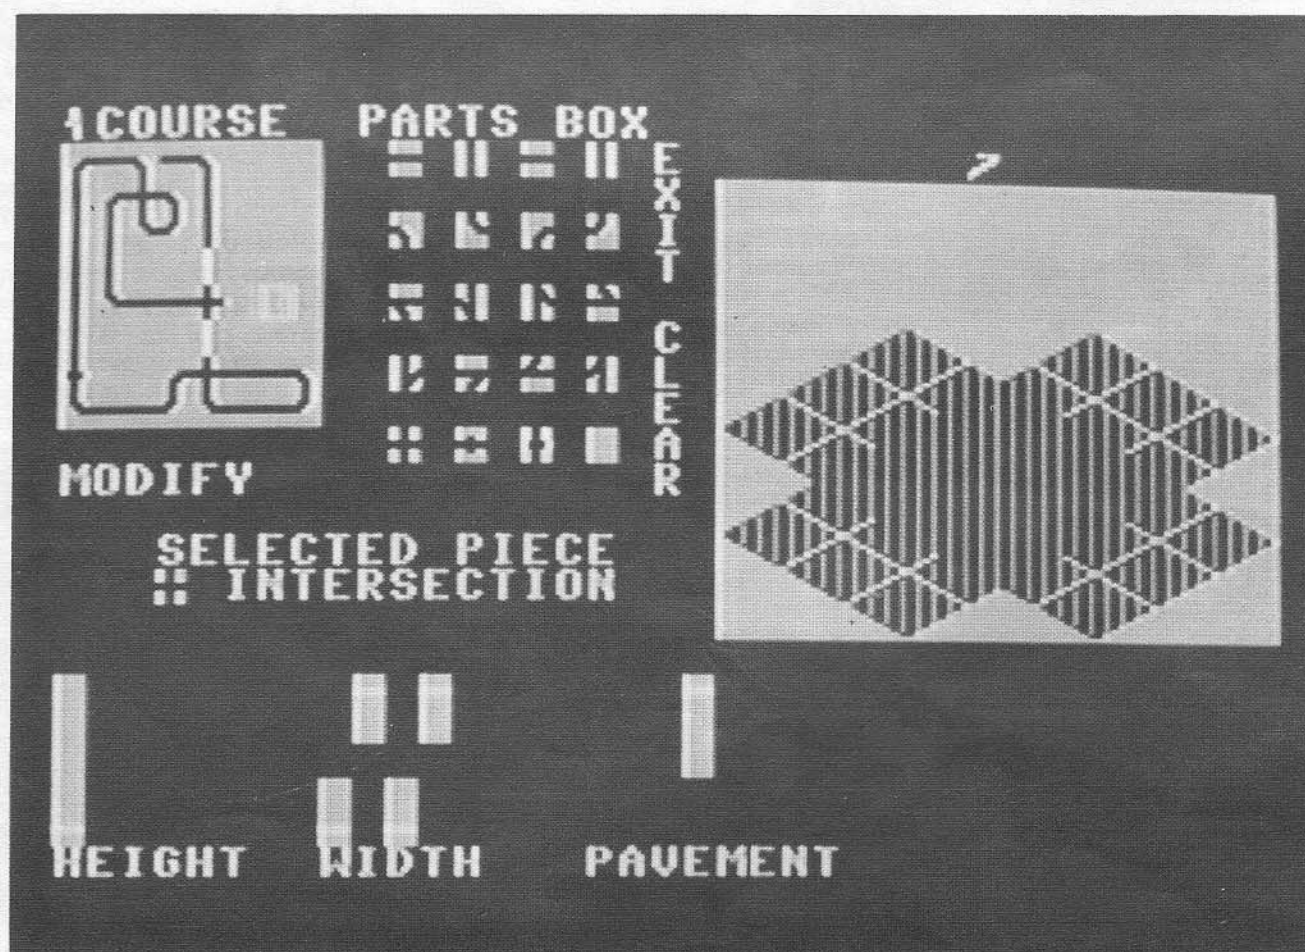 1COURSE
PARTS BOX
EXIT
CLEAR
MODIFY
SELECTED PIECE
INTERSECTION
HEIGHT
WIDTH
PAVEMENT